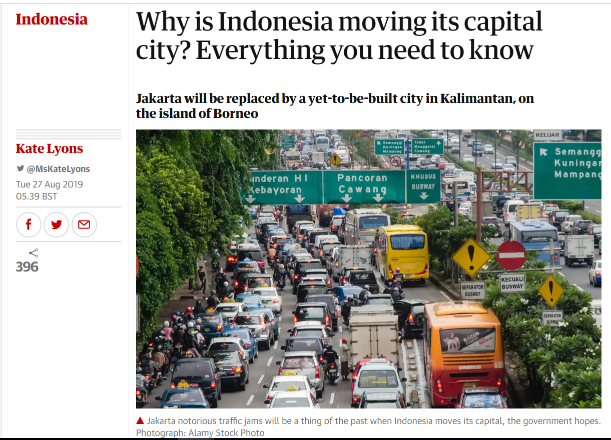 Indonesia
Why is Indonesia moving its capital
city? Everything you need to know
Jakarta will be replaced by a yet-to-be-built city in Kalimantan, on
the island of Borneo
Kate Lyons
@MsKateLyons
Tue 27 Aug 2019
05.39 BST
396
KELUAR
Semanggi
Kuningan
Mampang
Kebayoran
Pancoran
Cawang
KHUSUS
BUSWAY
KECUALI
BUSWAY
SEPARATOR
BUSWAY
SEPARATOR
BUSWAY
Jakarta notorious traffic jams will be a thing of the past when Indonesia moves its capital, the government hopes.
Photograph: Alamy Stock Photo